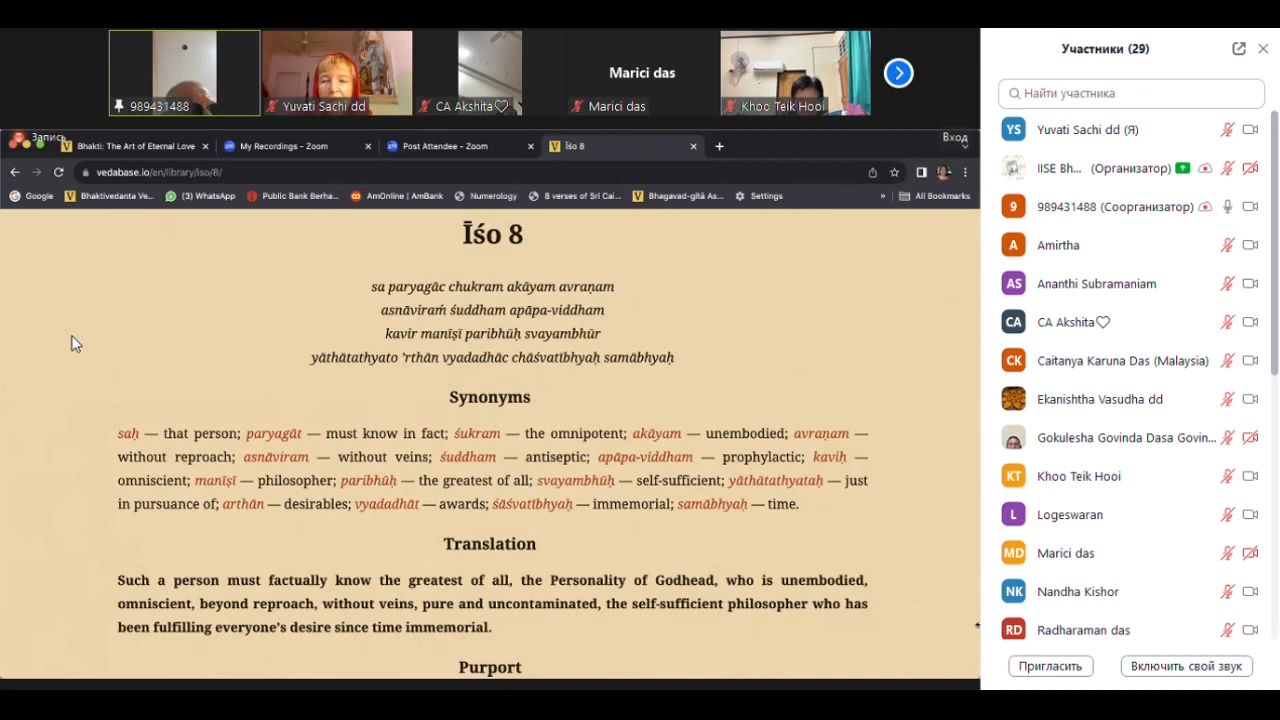 Marici das
989431488
Yuvati Sachi dd
CA Akshita♡
Marici das
Khoo Teik Hooi
Запись
Bhakti: The Art of Eternal Love
My Recordings - Zoom
Post Attendee - Zoom
Īśo 8
Вход
vedabase.io/en/library/iso/8/
Google
Bhaktivedanta Ve...
(3) WhatsApp
Public Bank Berha...
AmOnline | AmBank
Numerology
8 verses of Sri Cai...
Bhagavad-gītā As...
Settings
»
All Bookmarks
Īśo 8
sa paryagāc chukram akāyam avraṇam
asnāviraṁ śuddham apāpa-viddham
kavir manīṣī paribhūḥ svayambhūr
yāthātathyato 'rthān vyadadhāc chāśvatībhyaḥ samābhyaḥ
Synonyms
saḥ — that person; paryagāt — must know in fact; śukram — the omnipotent; akāyam — unembodied; avraṇam —
without reproach; asnāviram — without veins; śuddham — antiseptic; apāpa-viddham — prophylactic; kaviḥ —
omniscient; manīṣī — philosopher; paribhūḥ — the greatest of all; svayambhūḥ — self-sufficient; yāthātathyataḥ — just
in pursuance of; arthān — desirables; vyadadhāt — awards; śāśvatībhyaḥ — immemorial; samābhyaḥ — time.
Translation
Such a person must factually know the greatest of all, the Personality of Godhead, who is unembodied,
omniscient, beyond reproach, without veins, pure and uncontaminated, the self-sufficient philosopher who has
been fulfilling everyone's desire since time immemorial.
Purport
Участники (29)
Найти участника
YS Yuvati Sachi dd (Я)
IISE Bh... (Организатор)
9 989431488 (Соорганизатор)
A Amirtha
AS Ananthi Subramaniam
CA CA Akshita♡
CK Caitanya Karuna Das (Malaysia)
Ekanishtha Vasudha dd
Gokulesha Govinda Dasa Govin...
KT Khoo Teik Hooi
L Logeswaran
MD Marici das
NK Nandha Kishor
RD Radharaman das
Пригласить
Включить свой звук